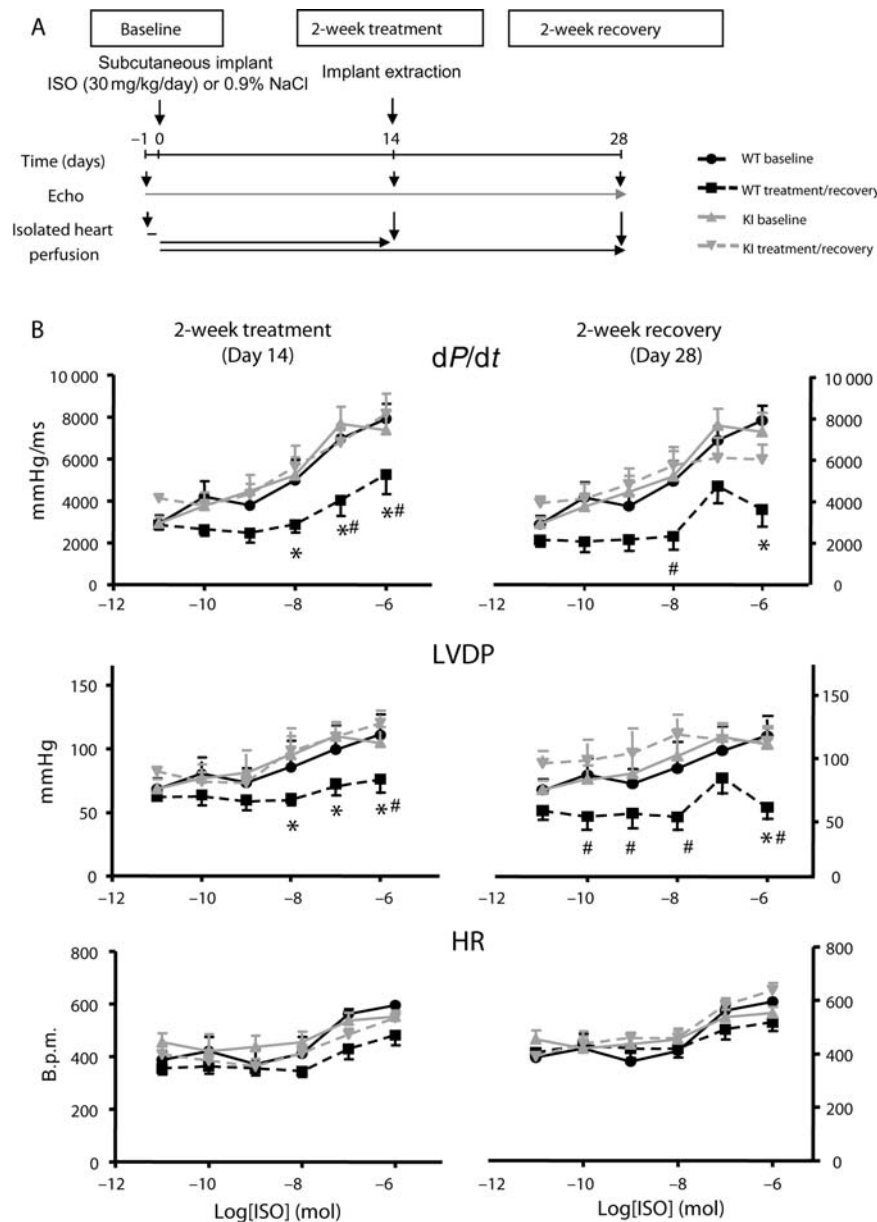 A
Baseline
2-week treatment
2-week recovery
Subcutaneous implant
ISO (30 mg/kg/day) or 0.9% NaCl
Implant extraction
–1 0 14 28
Time (days)
Echo
Isolated heart
perfusion
WT baseline
WT treatment/recovery
KI baseline
KI treatment/recovery
B
2-week treatment
(Day 14)
2-week recovery
(Day 28)
dP/dt
10 000
8000
6000
4000
2000
0
mmHg/ms
* *# *#
–12 –10 –8 –6
10 000
8000
6000
4000
2000
0
# *
–12 –10 –8 –6
LVDP
150
100
50
0
mmHg
* * *#
–12 –10 –8 –6
150
100
50
0
# # # *#
–12 –10 –8 –6
HR
800
600
400
200
0
B.p.m.
–12 –10 –8 –6
Log[ISO] (mol)
800
600
400
200
0
–12 –10 –8 –6
Log[ISO] (mol)